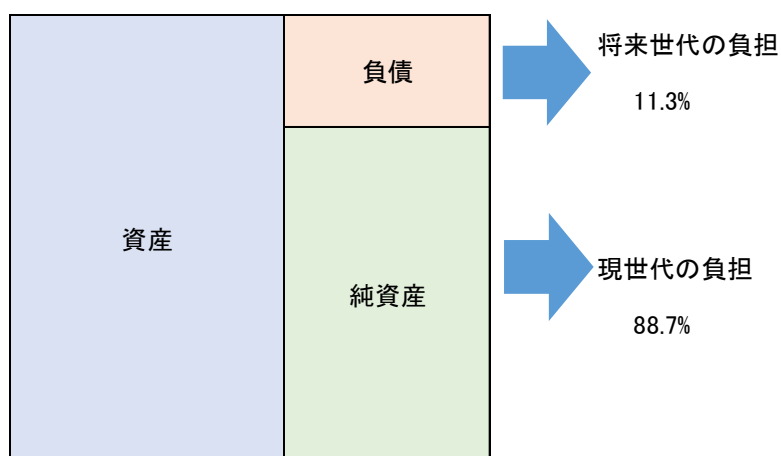 負債
将来世代の負担
11.3%
資産
純資産
現世代の負担
88.7%